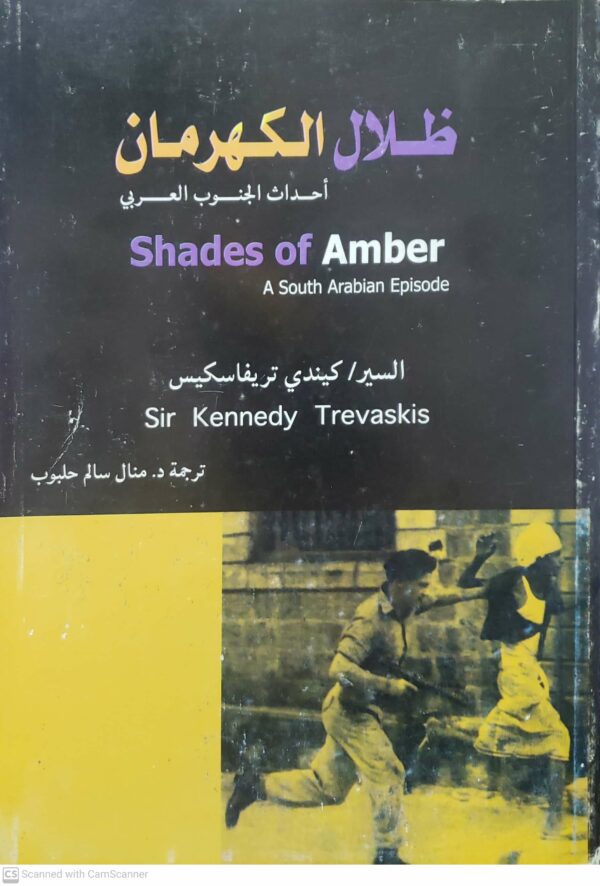 ظلال الكهرمان
أحداث الجنوب العربي
Shades of Amber
A South Arabian Episode
السير/ كيندي تريفاسكيس
Sir Kennedy Trevaskis
ترجمة د. منال سالم حلبوب
CS Scanned with CamScanner